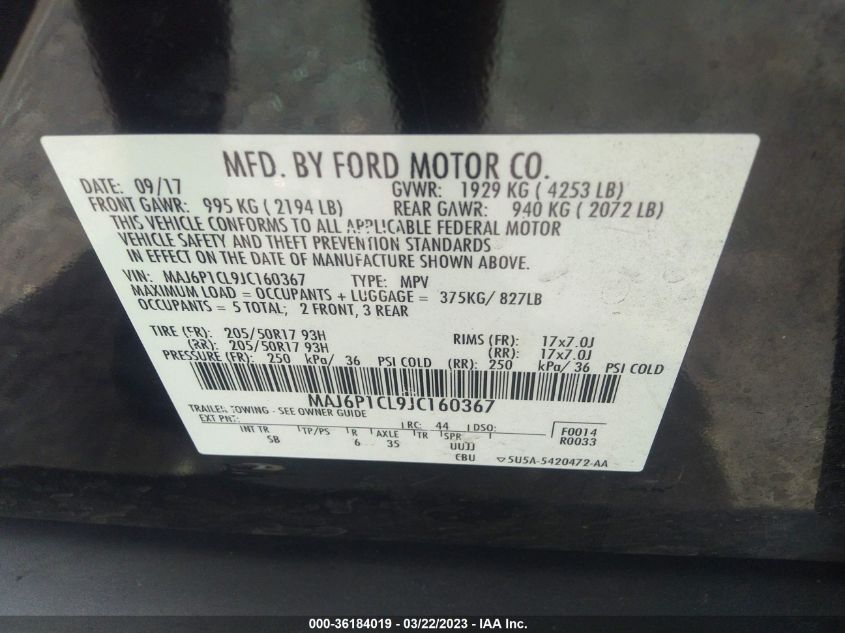 MFD. BY FORD MOTOR CO.
DATE: 09/17 GVWR: 1929 KG ( 4253 LB)
FRONT GAWR: 995 KG ( 2194 LB) REAR GAWR: 940 KG ( 2072 LB)
THIS VEHICLE CONFORMS TO ALL APPLICABLE FEDERAL MOTOR
VEHICLE SAFETY AND THEFT PREVENTION STANDARDS
IN EFFECT ON THE DATE OF MANUFACTURE SHOWN ABOVE.
VIN: MAJ6P1CL9JC160367 TYPE: MPV
MAXIMUM LOAD = OCCUPANTS + LUGGAGE = 375KG/ 827LB
OCCUPANTS = 5 TOTAL; 2 FRONT, 3 REAR
TIRE (FR): 205/50R17 93H RIMS (FR): 17x7.0J
(RR): 205/50R17 93H (RR): 17x7.0J
PRESSURE (FR): 250 kPa/ 36 PSI COLD (RR): 250 kPa/ 36 PSI COLD
MAJ6P1CL9JC160367
TRAILER TOWING - SEE OWNER GUIDE
EXT PNT: RC: 44 DSO: F0014
INT TR TP/PS R AXLE TR SPR R0033
SB 6 35 UUJJ
CBU 5U5A-5420472-AA
000-36184019 - 03/22/2023 - IAA Inc.